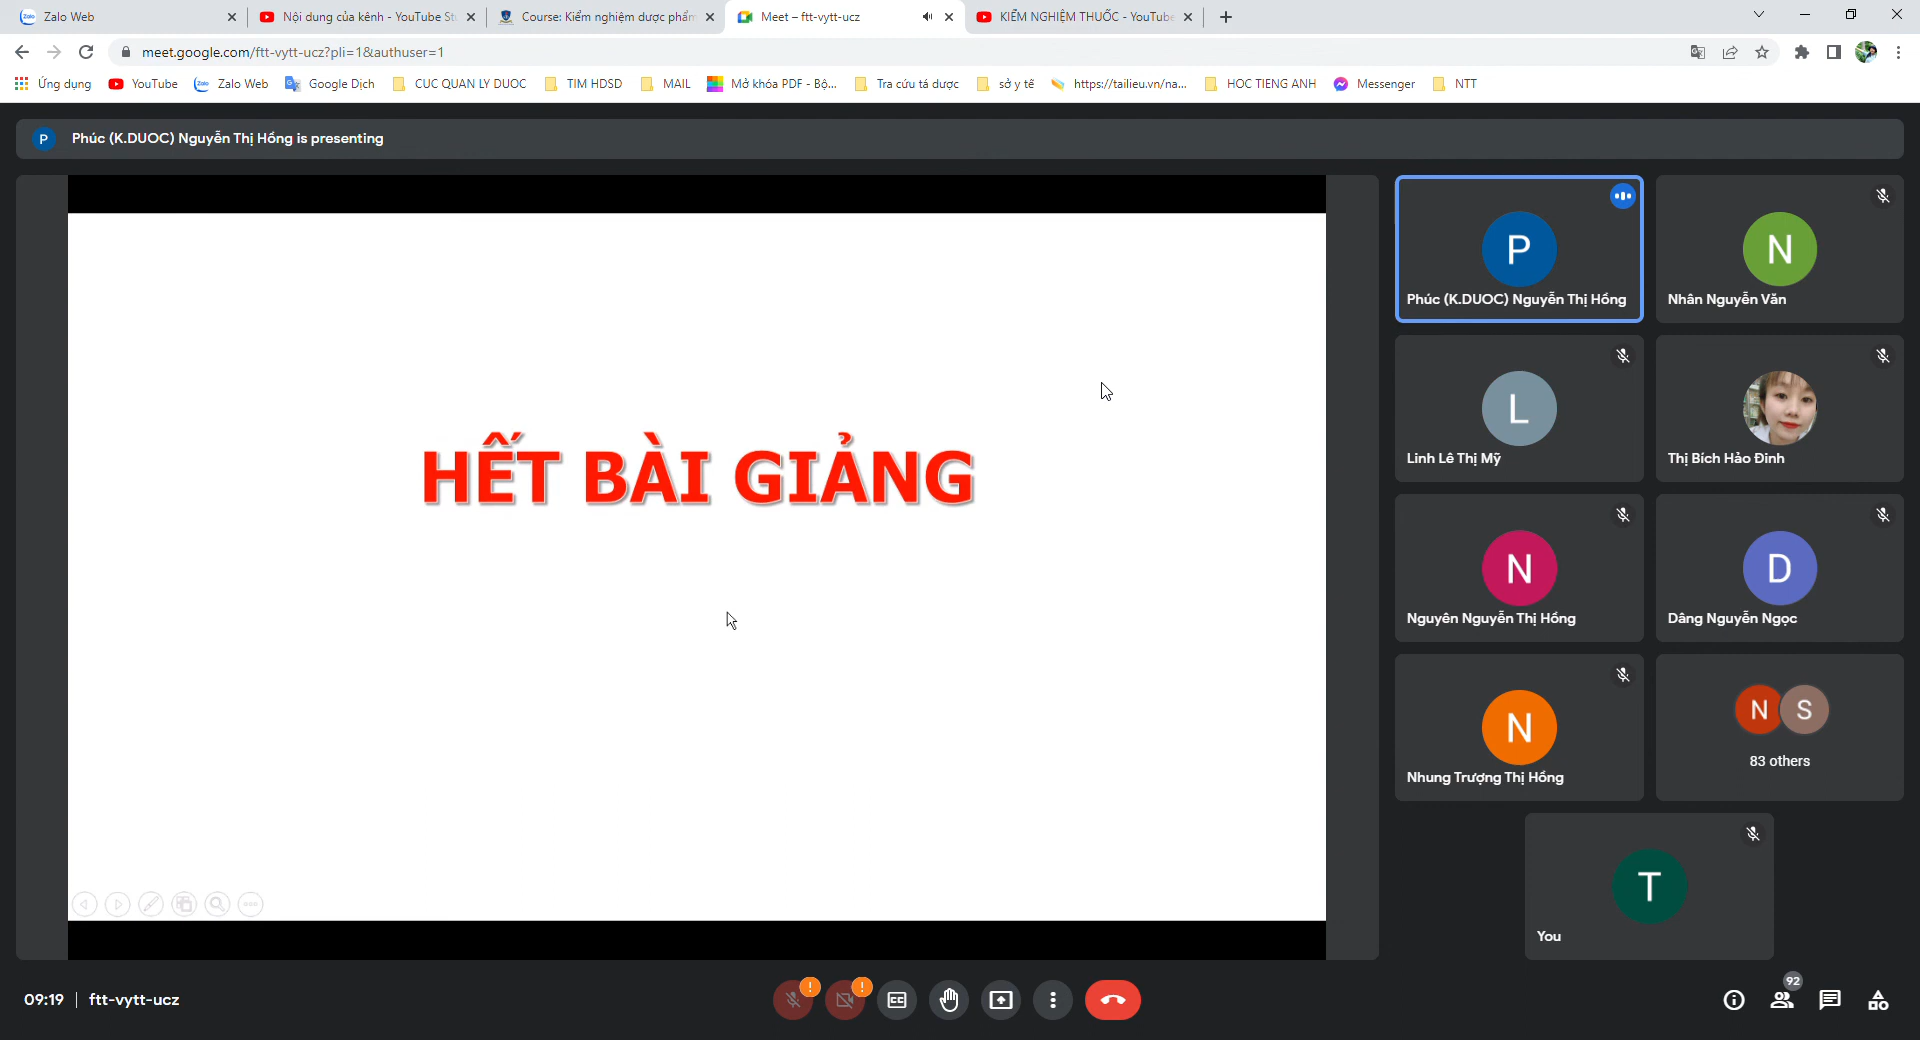 Zalo Web
Nội dung của kênh - YouTube St
Course: Kiểm nghiệm dược phẩm
Meet – ftt-vytt-ucz
KIỂM NGHIỆM THUỐC - YouTube
meet.google.com/ftt-vytt-ucz?pli=1&authuser=1
Ứng dụng YouTube Zalo Web Google Dịch CUC QUAN LY DUOC TIM HDSD MAIL Mở khóa PDF - Bộ... Tra cứu tá dược sở y tế https://tailieu.vn/na... HOC TIENG ANH Messenger NTT
P Phúc (K.DUOC) Nguyễn Thị Hồng is presenting
HẾT BÀI GIẢNG
P
Phúc (K.DUOC) Nguyễn Thị Hồng
N
Nhân Nguyễn Văn
L
Linh Lê Thị Mỹ
Thị Bích Hảo Đinh
N
Nguyên Nguyễn Thị Hồng
D
Dâng Nguyễn Ngọc
N
Nhung Trượng Thị Hồng
N S
83 others
T
You
09:19 | ftt-vytt-ucz
92